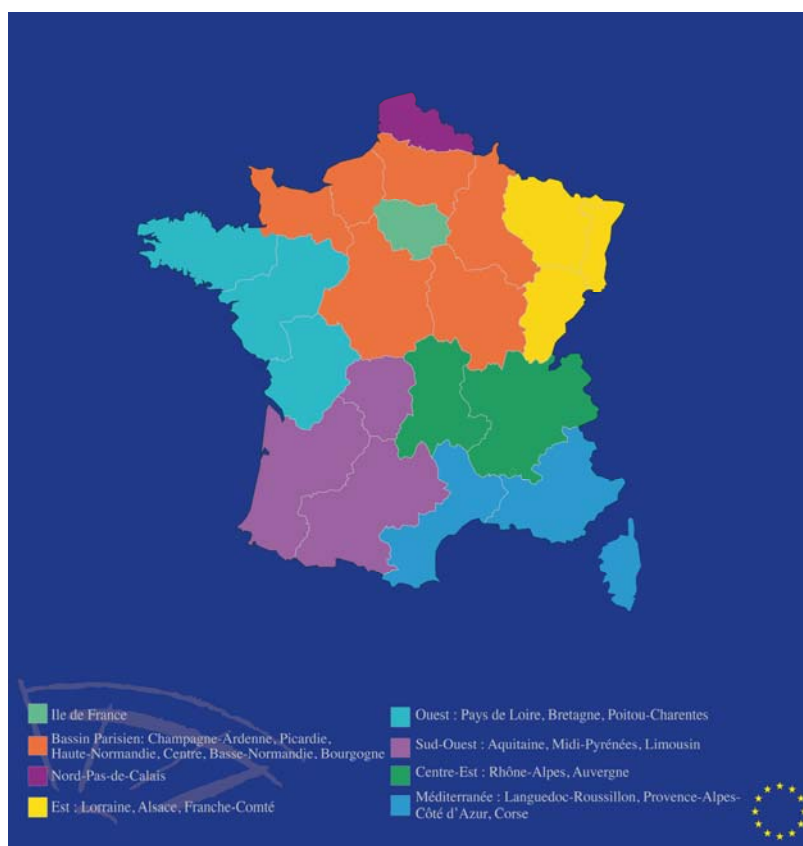 Ile de France
Bassin Parisien: Champagne-Ardenne, Picardie,
Haute-Normandie, Centre, Basse-Normandie, Bourgogne
Nord-Pas-de-Calais
Est : Lorraine, Alsace, Franche-Comté
Ouest : Pays de Loire, Bretagne, Poitou-Charentes
Sud-Ouest : Aquitaine, Midi-Pyrénées, Limousin
Centre-Est : Rhône-Alpes, Auvergne
Méditerranée : Languedoc-Roussillon, Provence-Alpes-
Côté d'Azur, Corse